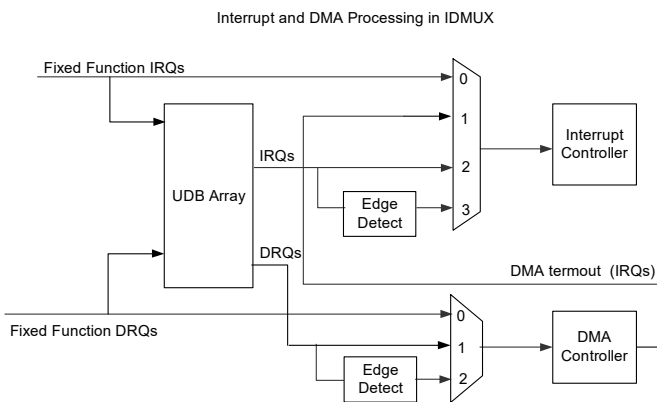 Interrupt and DMA Processing in IDMUX
Fixed Function IRQs
0
1
Interrupt
Controller
IRQs
2
UDB Array
Edge
Detect
3
DRQs
DMA termout (IRQs)
0
Fixed Function DRQs
1
DMA
Controller
Edge
Detect
2